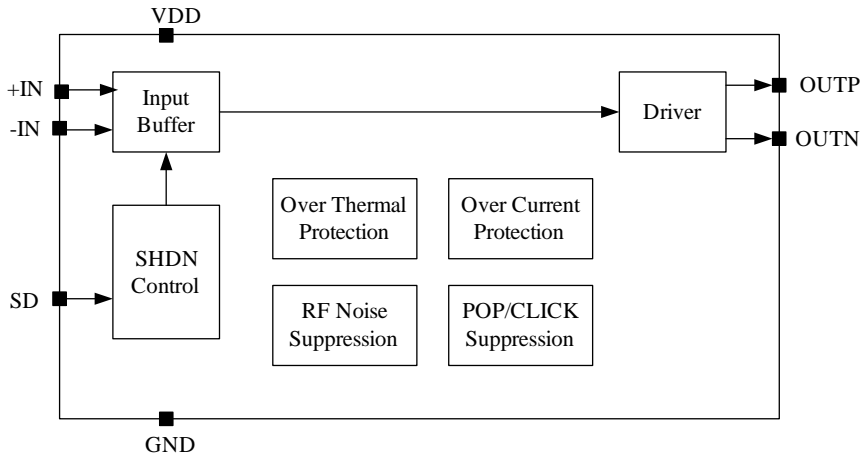 VDD
+IN
-IN
Input
Buffer
Driver
OUTP
OUTN
Over Thermal
Protection
Over Current
Protection
SHDN
Control
SD
RF Noise
Suppression
POP/CLICK
Suppression
GND